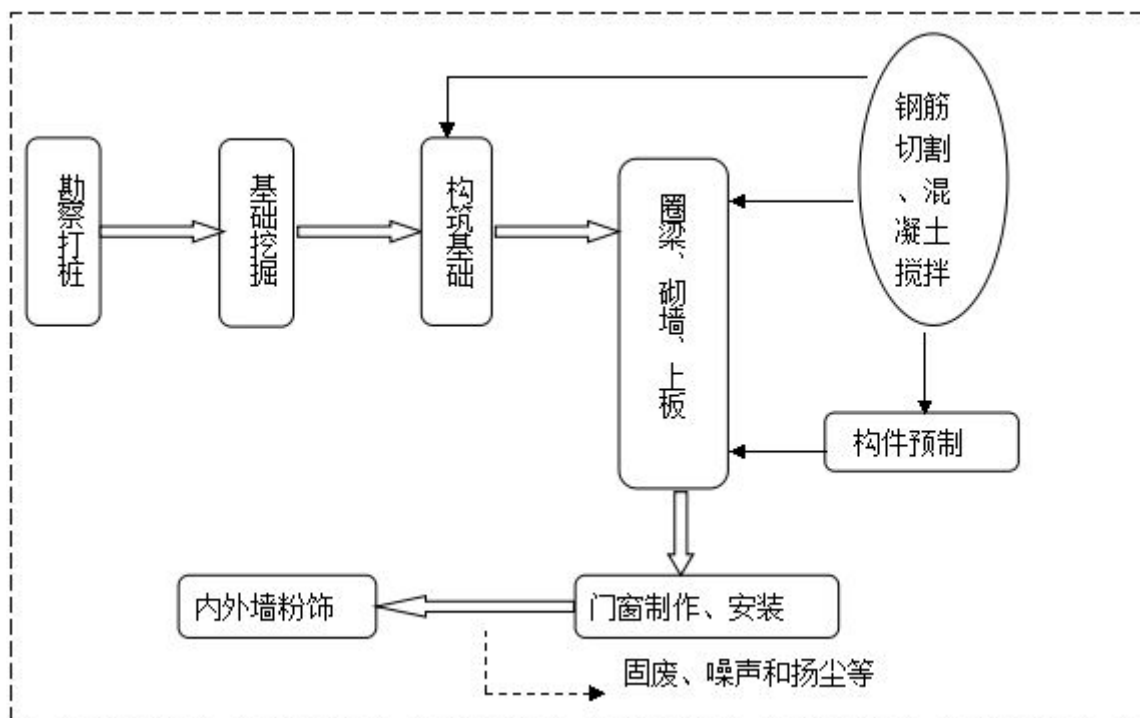 勘察打桩
基础挖掘
构筑基础
圈梁、砌墙、上板
钢筋
切割
、混
凝土
搅拌
构件预制
内外墙粉饰
门窗制作、安装
固废、噪声和扬尘等